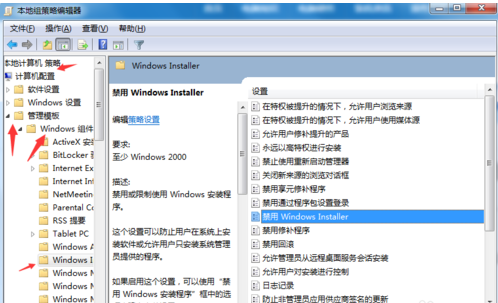 本地组策略编辑器
文件(F) 操作(A) 查看(V) 帮助(H)
本地计算机 策略
计算机配置
软件设置
Windows 设置
管理模板
Windows 组件
ActiveX 安装
BitLocker
Internet Exp
Internet Inf
NetMeeting
Parental Co
RSS 提要
Tablet PC
Windows A
Windows I
Windows M
Windows M
Windows
Windows Installer
禁用 Windows Installer
编辑策略设置
要求:
至少 Windows 2000
描述:
禁用或限制使用 Windows 安装程序。
这个设置可以防止用户在系统上
安装软件或允许用户只安装系统管理
员提供的程序。
如果启用这个设置，可以使用“禁
用 Windows 安装程序”框中的选
设置
在特权被提升的情况下，允许用户浏览来源
在特权被提升的情况下，允许用户使用媒体源
允许用户修补提升的产品
永远以高特权进行安装
禁止使用重新启动管理器
关闭新来源的浏览对话框
禁用享元修补程序
禁用通过程序包设置登录
禁用 Windows Installer
禁用修补程序
禁用回滚
允许管理员从远程桌面服务会话安装
允许用户对安装进行控制
日志记录
防止非管理员应用供应商签名的更新